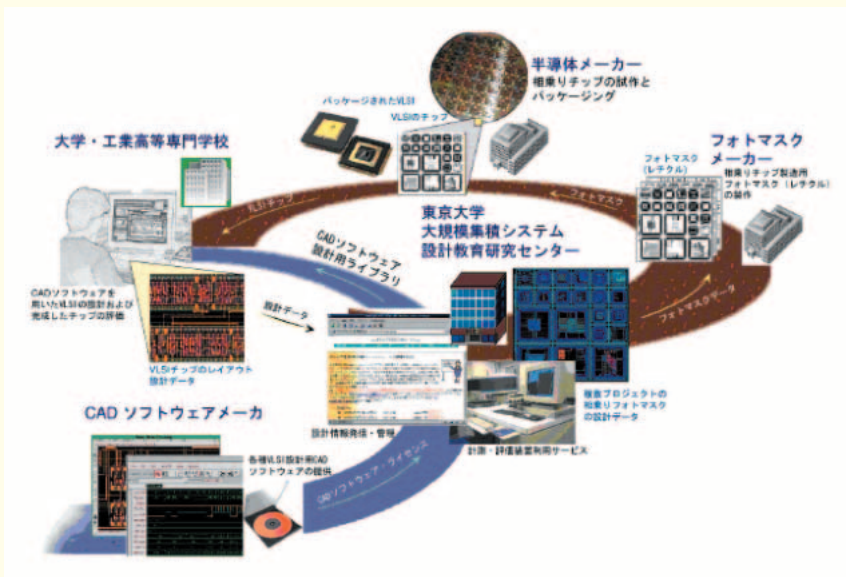 半導体メーカー
相乗りチップの試作と
パッケージング
パッケージされたVLSI
VLSIのチップ
大学・工業高等専門学校
フォトマスク
メーカー
フォトマスク
(レチクル)
相乗りチップ製造用
フォトマスク（レチクル）
の製作
VLSIチップ
フォトマスク
東京大学
大規模集積システム
設計教育研究センター
CADソフトウェア
設計用ライブラリ
CADソフトウェアを
用いたVLSIの設計および
完成したチップの評価
設計データ
フォトマスクデータ
VLSIチップのレイアウト
設計データ
複数プロジェクトの
相乗りフォトマスク
の設計データ
CAD ソフトウェアメーカ
設計情報発信・管理
計測・評価装置利用サービス
各種VLSI設計用CAD
ソフトウェアの提供
CADソフトウェア・ライセンス